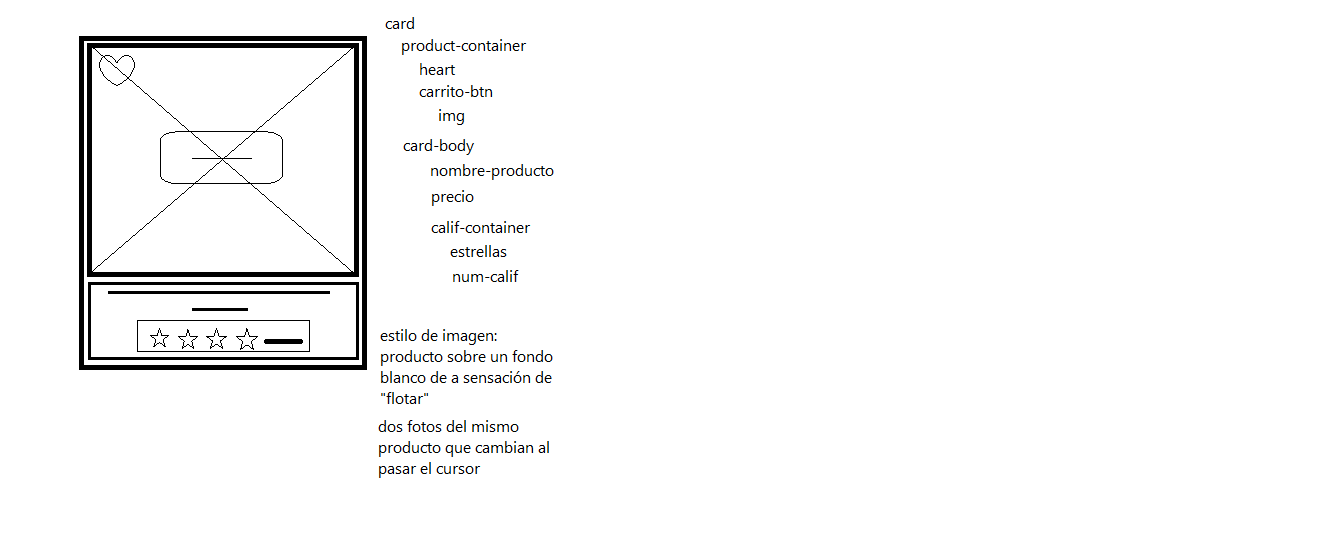 card
product-container
heart
carrito-btn
img
card-body
nombre-producto
precio
calif-container
estrellas
num-calif
estilo de imagen:
producto sobre un fondo
blanco de a sensación de
"flotar"
dos fotos del mismo
producto que cambian al
pasar el cursor